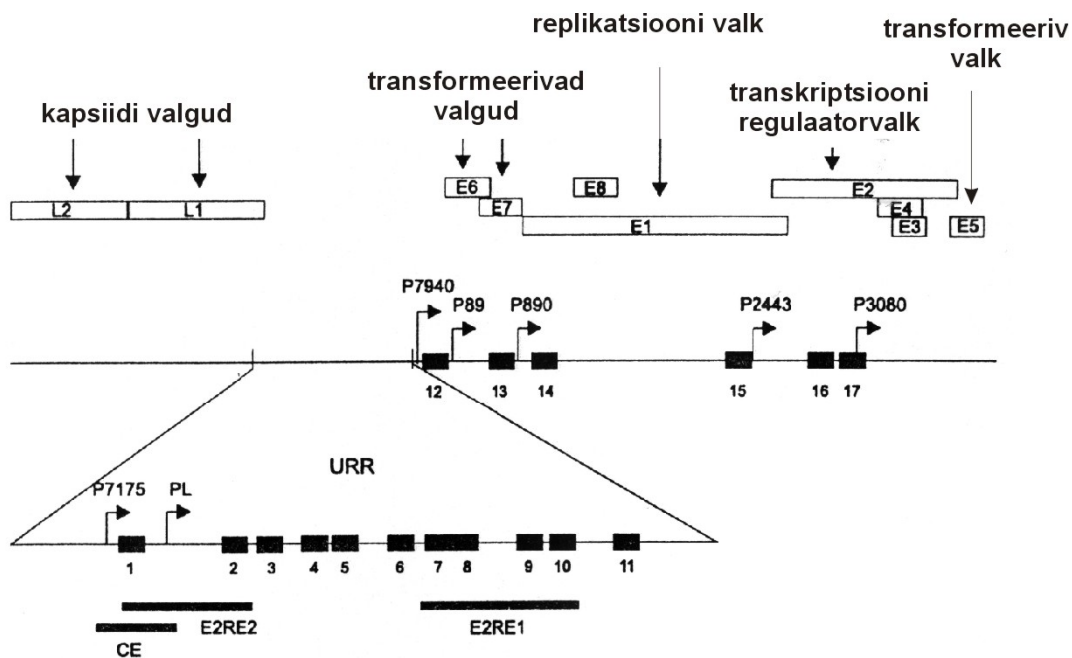 replikatsiooni valk
transformeeriv
valk
transformeerivad
valgud
transkriptsiooni
regulaatorvalk
kapsiidi valgud
E6
E8
E2
L2
L1
E7
E4
E1
E3
E5
P7940
P89
P890
P2443
P3080
12
13
14
15
16
17
URR
P7175
PL
1
2
3
4
5
6
7
8
9
10
11
E2RE2
E2RE1
CE